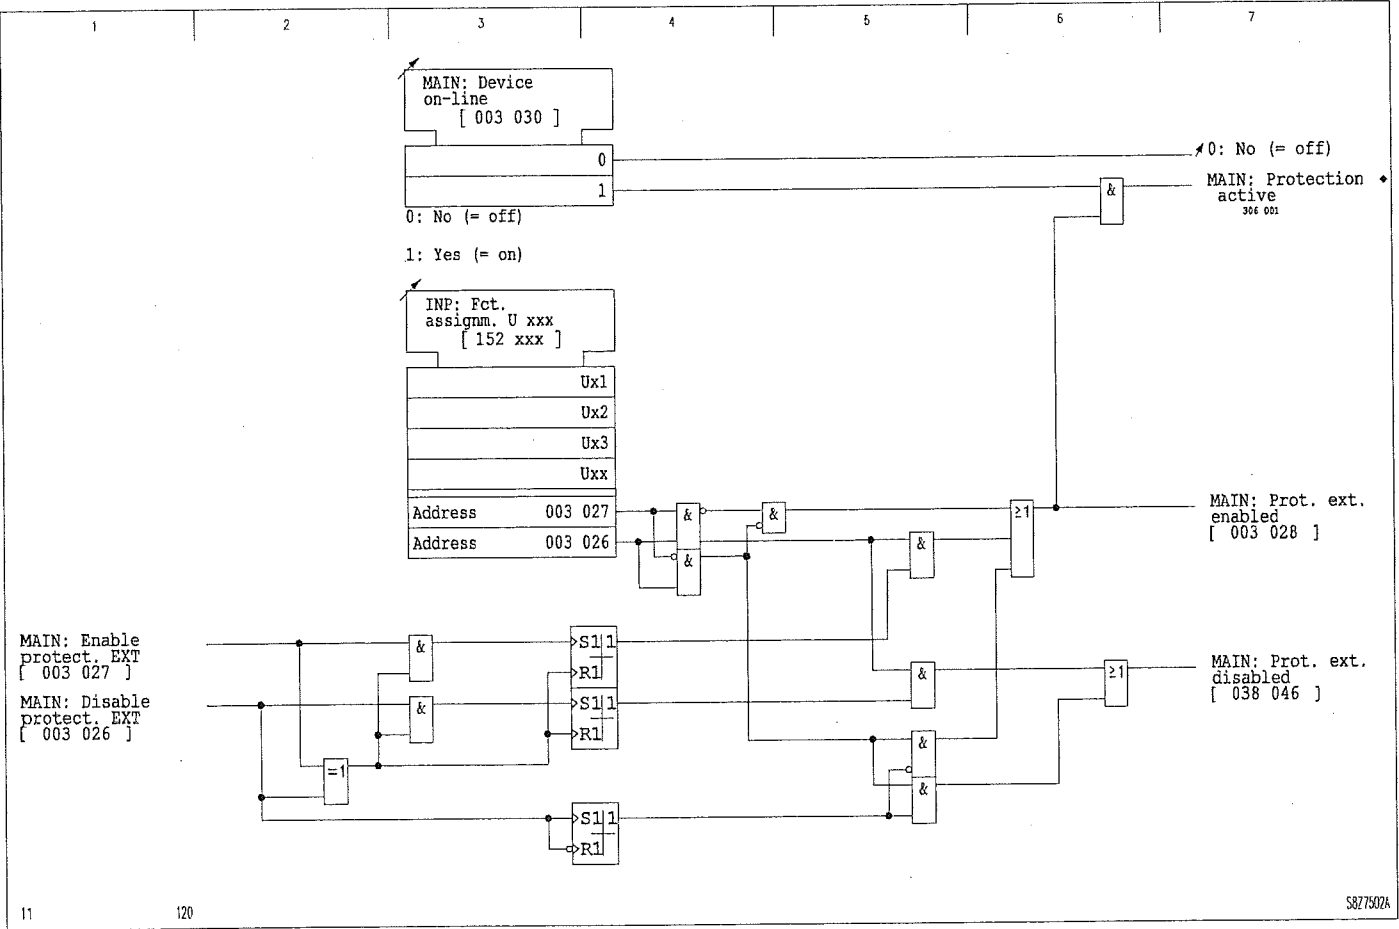 1 2 3 4 5 6 7
MAIN: Device
on-line
[ 003 030 ]
0
1
0: No (= off)
1: Yes (= on)
0: No (= off)
&
MAIN: Protection
active
306 001
INP: Fct.
assignm. U xxx
[ 152 xxx ]
Ux1
Ux2
Ux3
Uxx
Address 003 027
Address 003 026
&
&
&
&
≥1
MAIN: Prot. ext.
enabled
[ 003 028 ]
MAIN: Enable
protect. EXT
[ 003 027 ]
MAIN: Disable
protect. EXT
[ 003 026 ]
&
&
=1
S1 1
R1
S1 1
R1
S1 1
R1
&
&
&
≥1
MAIN: Prot. ext.
disabled
[ 038 046 ]
11 120
S8Z7502A